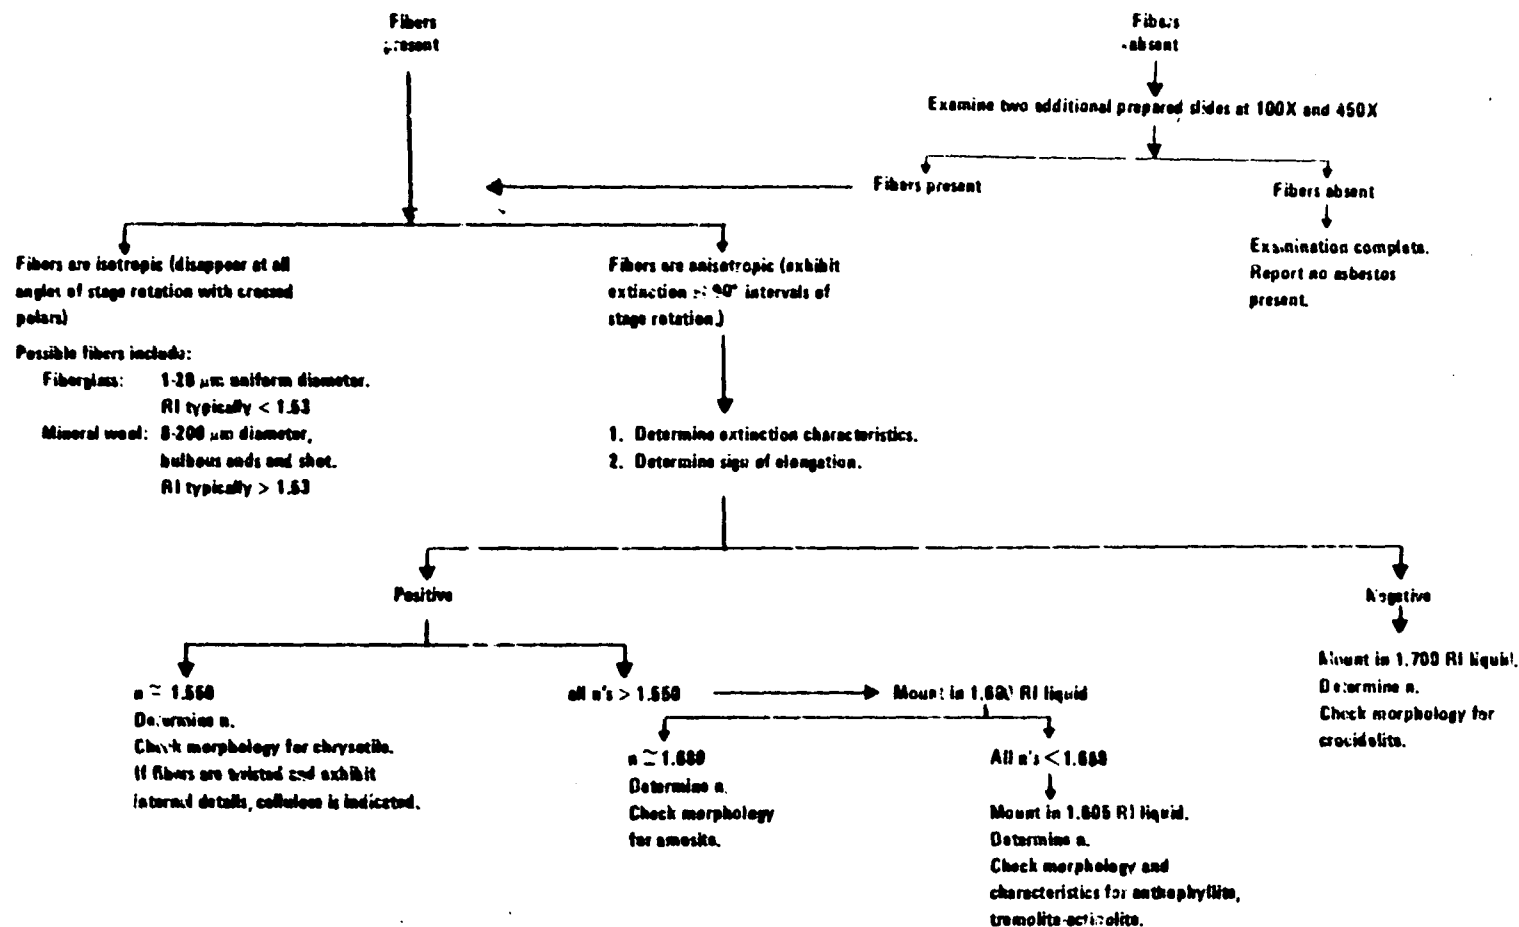 Fibers
present
Fibers
absent
Examine two additional prepared slides at 100X and 450X
Fibers present
Fibers absent
Examination complete.
Report no asbestos
present.
Fibers are isotropic (disappear at all
angles of stage rotation with crossed
polars)
Possible fibers include:
Fiberglass: 1-20 μm uniform diameter.
RI typically < 1.53
Mineral wool: 8-200 μm diameter,
bulbous ends and shot.
RI typically > 1.53
Fibers are anisotropic (exhibit
extinction at 90° intervals of
stage rotation.)
1. Determine extinction characteristics.
2. Determine sign of elongation.
Positive
Negative
n ≃ 1.550
Determine n.
Check morphology for chrysotile.
If fibers are twisted and exhibit
internal details, cellulose is indicated.
all n's > 1.550
Mount in 1.680 RI liquid
n ≃ 1.680
Determine n.
Check morphology
for amosite.
All n's < 1.680
Mount in 1.605 RI liquid.
Determine n.
Check morphology and
characteristics for anthophyllite,
tremolite-actinolite.
Mount in 1.700 RI liquid.
Determine n.
Check morphology for
crocidolite.